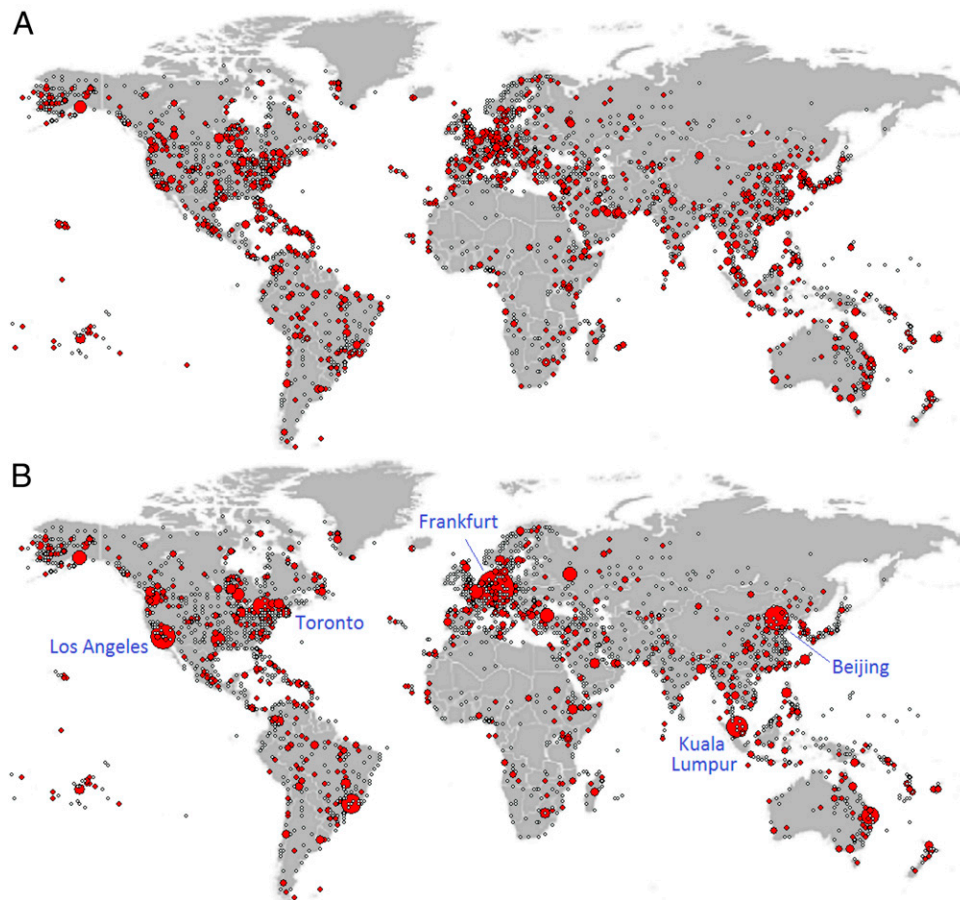 A
B
Frankfurt
Toronto
Los Angeles
Beijing
Kuala
Lumpur